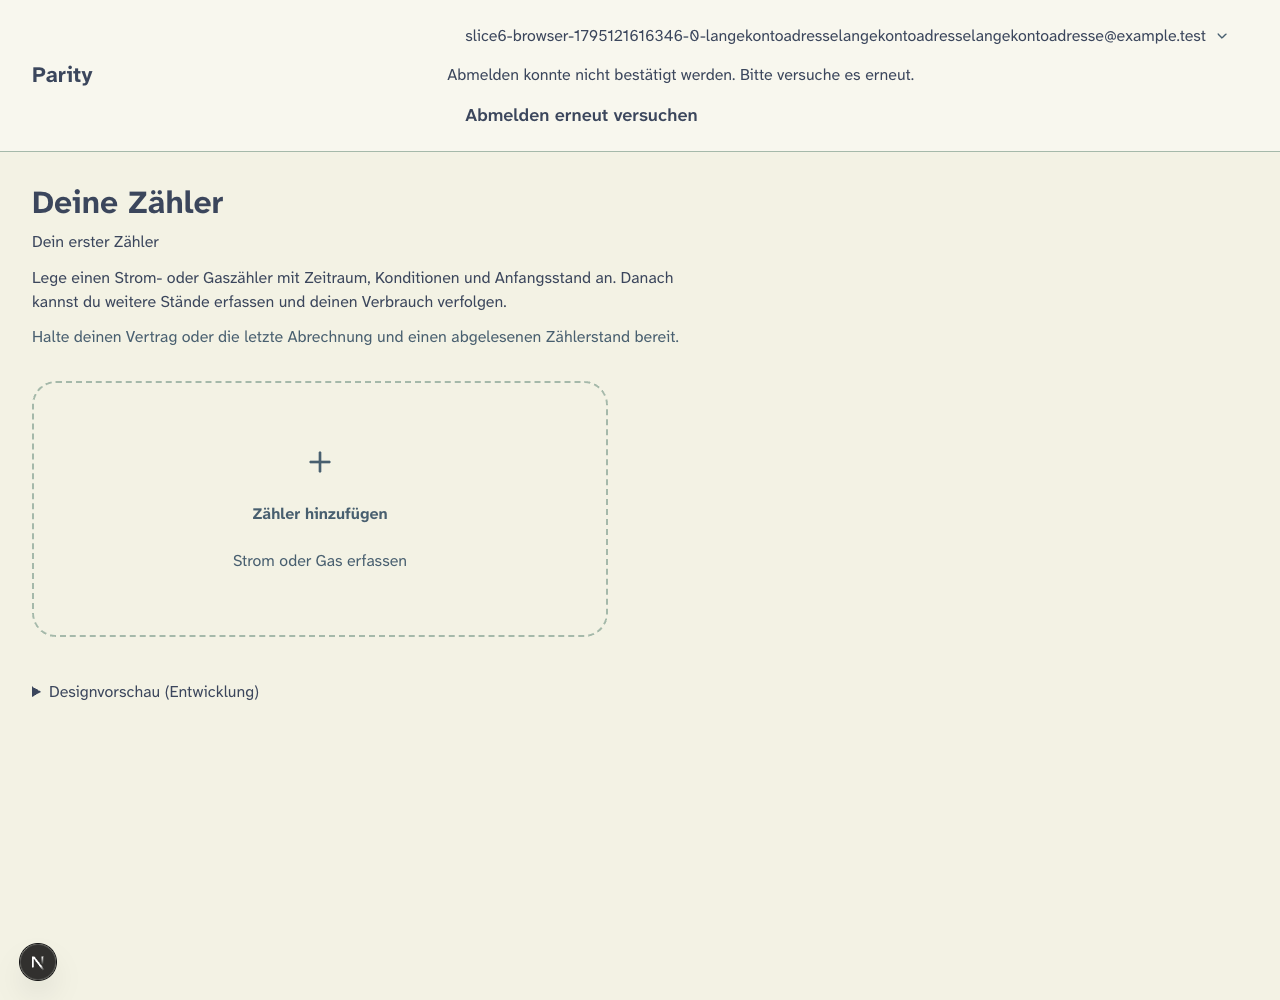 slice6-browser-1795121616346-0-langekontoadresselangekontoadresselangekontoadresse@example.test
Parity
Abmelden konnte nicht bestätigt werden. Bitte versuche es erneut.
Abmelden erneut versuchen
Deine Zähler
Dein erster Zähler
Lege einen Strom- oder Gaszähler mit Zeitraum, Konditionen und Anfangsstand an. Danach
kannst du weitere Stände erfassen und deinen Verbrauch verfolgen.
Halte deinen Vertrag oder die letzte Abrechnung und einen abgelesenen Zählerstand bereit.
Zähler hinzufügen
Strom oder Gas erfassen
Designvorschau (Entwicklung)
N